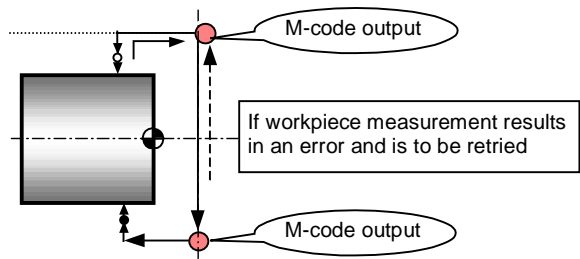 M-code output
If workpiece measurement results
in an error and is to be retried
M-code output